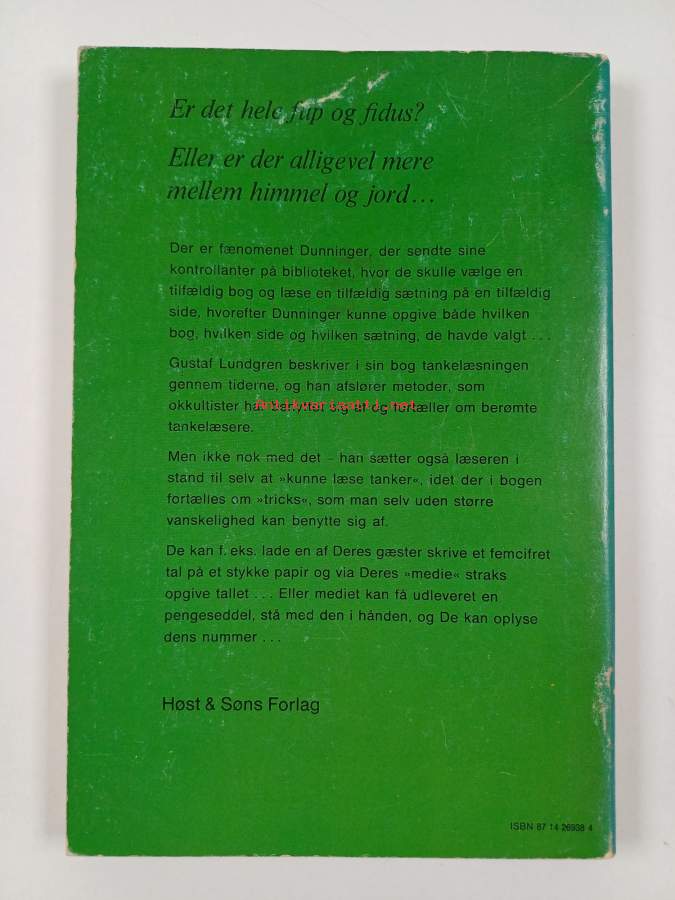 Er det hele fup og fidus?
Eller er der alligevel mere
mellem himmel og jord...
Der er fænomenet Dunninger, der sendte sine
kontrollanter på biblioteket, hvor de skulle vælge en
tilfældig bog og læse en tilfældig sætning på en tilfældig
side, hvorefter Dunninger kunne opgive både hvilken
bog, hvilken side og hvilken sætning, de havde valgt...
Gustaf Lundgren beskriver i sin bog tankelæsningen
gennem tiderne, og han afslører metoder, som
okkultister har benyttet sig af og fortæller om berømte
Antikvariaatti.net
tankelæsere.
Men ikke nok med det – han sætter også læseren i
stand til selv at »kunne læse tanker«, idet der i bogen
fortælles om »tricks«, som man selv uden større
vanskelighed kan benytte sig af.
De kan f. eks. lade en af Deres gæster skrive et femcifret
tal på et stykke papir og via Deres »medie« straks
opgive tallet... Eller mediet kan få udleveret en
pengeseddel, stå med den i hånden, og De kan oplyse
dens nummer...
Høst & Søns Forlag
ISBN 87 14 26938 4